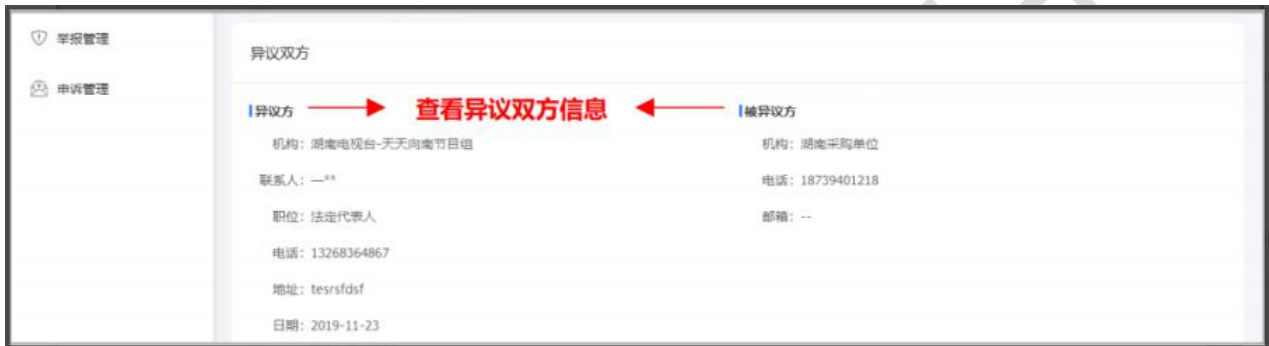 举报管理
申诉管理
异议双方
异议方
查看异议双方信息
被异议方
机构：湖南电视台-天天向南节目组
联系人：一**
职位：法定代表人
电话：13268364867
地址：tesrsfdsf
日期：2019-11-23
机构：湖南采购单位
电话：18739401218
邮箱：--